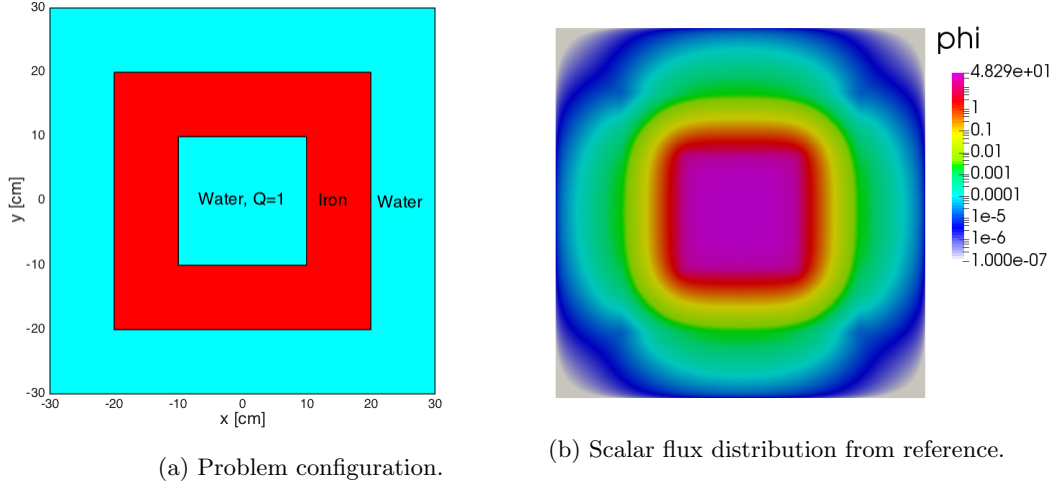 30
20
10
0
-10
-20
-30
y [cm]
Water, Q=1
Iron
Water
-30
-20
-10
0
10
20
30
x [cm]
(a) Problem configuration.
phi
4.829e+01
1
0.1
0.01
0.001
0.0001
1e-5
1e-6
1.000e-07
(b) Scalar flux distribution from reference.